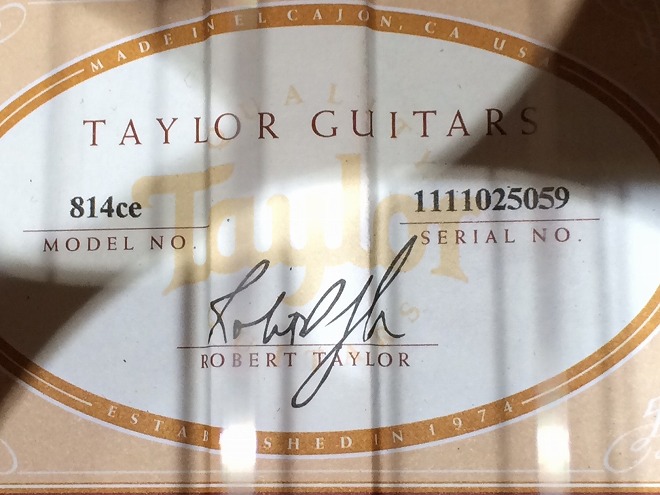 MADE IN EL CAJON, CA USA
TAYLOR GUITARS
814ce
1111025059
MODEL NO.
SERIAL NO.
Taylor
ROBERT TAYLOR
ESTABLISHED IN 1974